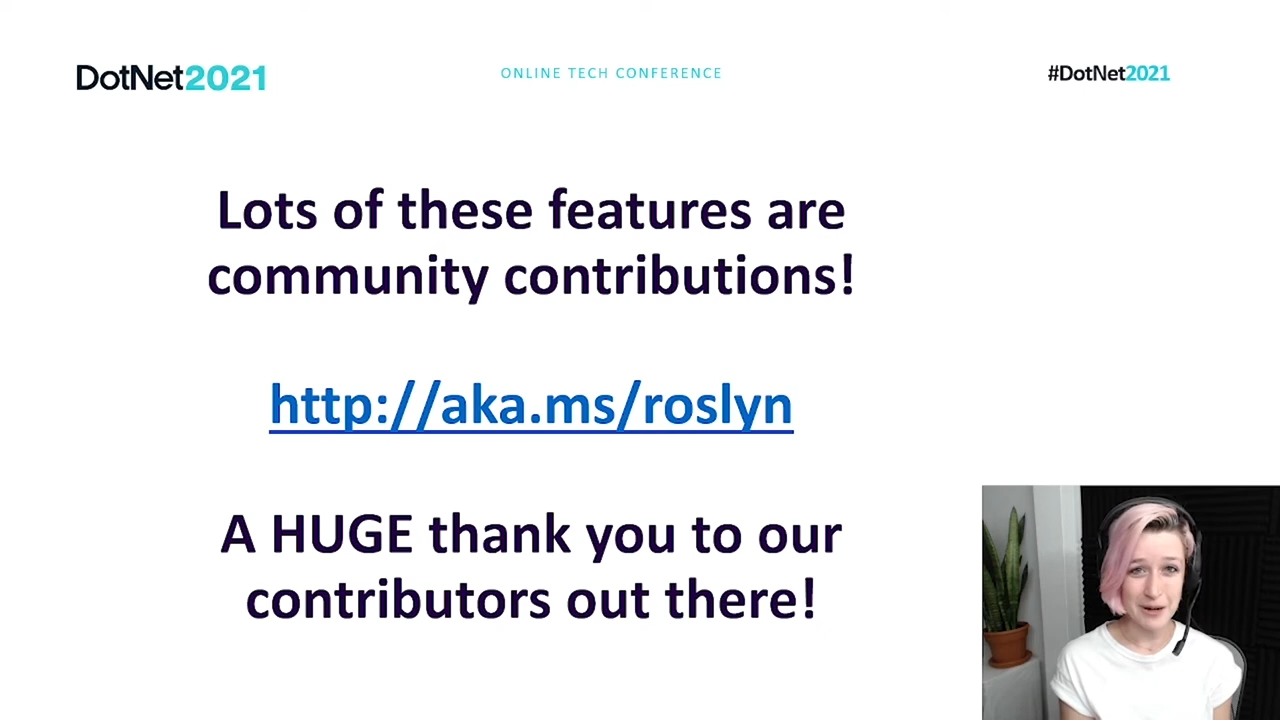 DotNet2021
ONLINE TECH CONFERENCE
#DotNet2021
Lots of these features are
community contributions!
http://aka.ms/roslyn
A HUGE thank you to our
contributors out there!